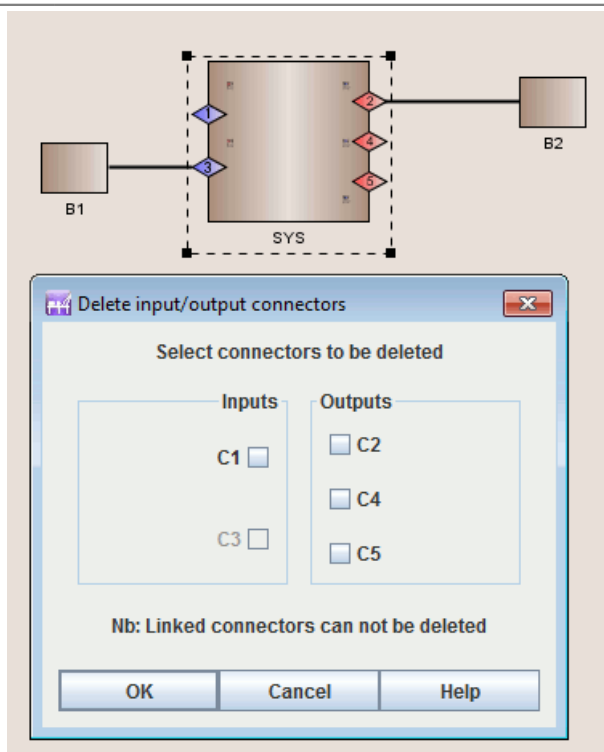 1
2
4
3
5
B1
B2
SYS
Delete input/output connectors
Select connectors to be deleted
Inputs Outputs
C1 C2
C4
C3
C5
Nb: Linked connectors can not be deleted
OK Cancel Help